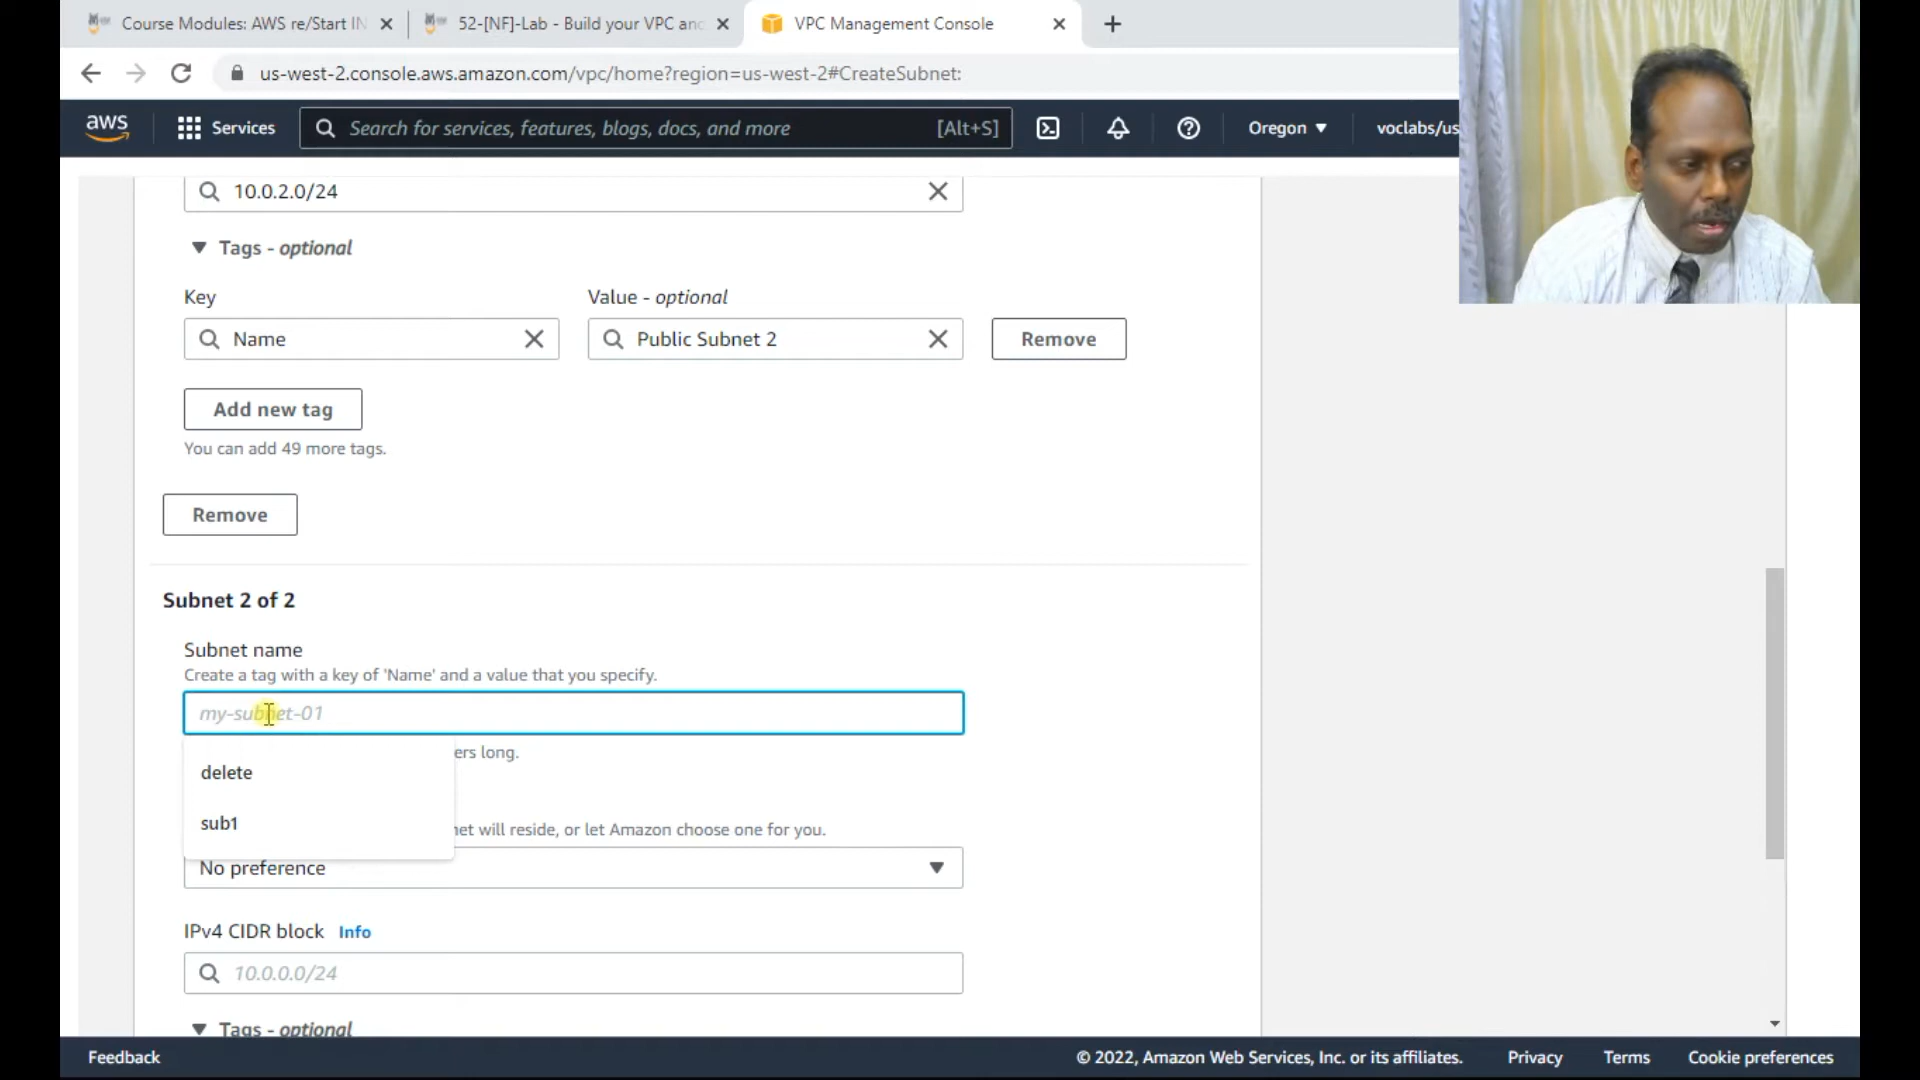 Course Modules: AWS re/Start IN
52-[NF]-Lab - Build your VPC and
VPC Management Console
us-west-2.console.aws.amazon.com/vpc/home?region=us-west-2#CreateSubnet:
aws
Services
Search for services, features, blogs, docs, and more
[Alt+S]
Oregon
voclabs/us
10.0.2.0/24
Tags - optional
Key
Value - optional
Name
Public Subnet 2
Remove
Add new tag
You can add 49 more tags.
Remove
Subnet 2 of 2
Subnet name
Create a tag with a key of 'Name' and a value that you specify.
my-subnet-01
ers long.
delete
sub1
net will reside, or let Amazon choose one for you.
No preference
IPv4 CIDR block Info
10.0.0.0/24
Tags - optional
Feedback
© 2022, Amazon Web Services, Inc. or its affiliates.
Privacy
Terms
Cookie preferences